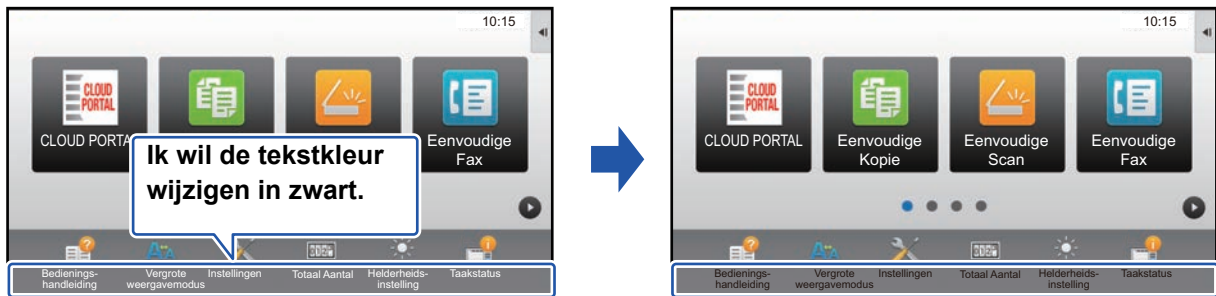 10:15
CLOUD
PORTAL
CLOUD PORTA
Eenvoudige
Fax
Ik wil de tekstkleur
wijzigen in zwart.
Bedienings-
handleiding
Vergrote
weergavemodus
Instellingen
Totaal Aantal
Helderheids-
instelling
Taakstatus
10:15
CLOUD
PORTAL
CLOUD PORTAL
Eenvoudige
Kopie
Eenvoudige
Scan
Eenvoudige
Fax
Bedienings-
handleiding
Vergrote
weergavemodus
Instellingen
Totaal Aantal
Helderheids-
instelling
Taakstatus